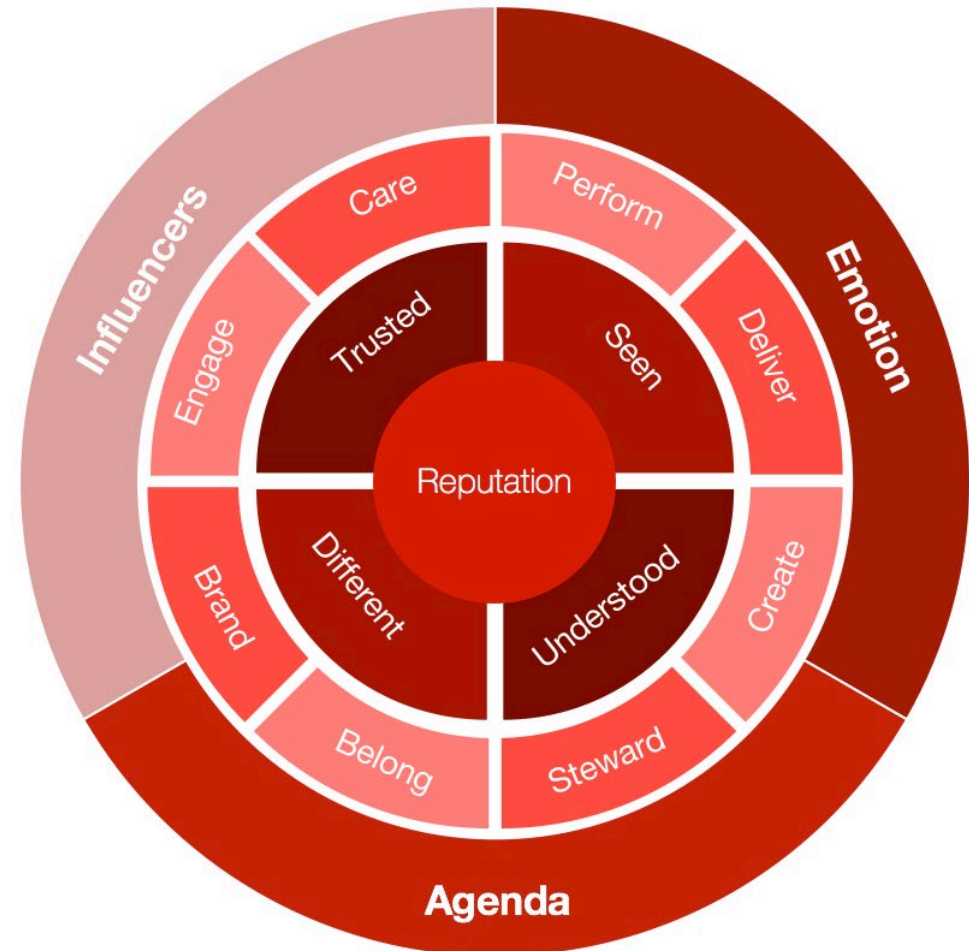 Influencers
Emotion
Agenda
Care
Perform
Deliver
Create
Steward
Belong
Brand
Engage
Trusted
Seen
Understood
Different
Reputation